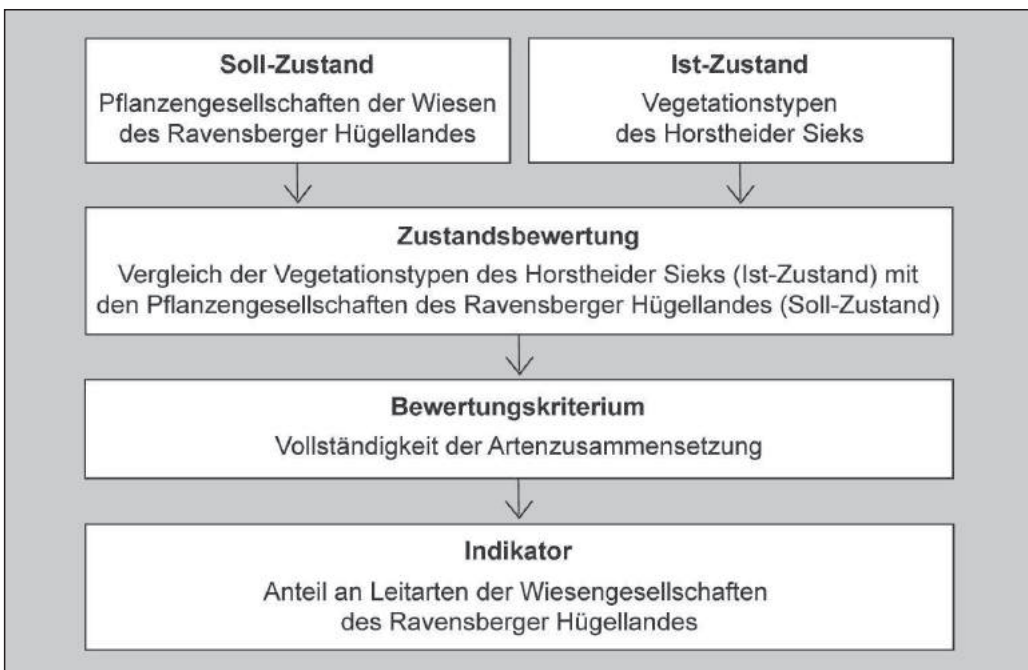 Soll-Zustand
Pflanzengesellschaften der Wiesen
des Ravensberger Hügellandes
Ist-Zustand
Vegetationstypen
des Horstheider Sieks
Zustandsbewertung
Vergleich der Vegetationstypen des Horstheider Sieks (Ist-Zustand) mit
den Pflanzengesellschaften des Ravensberger Hügellandes (Soll-Zustand)
Bewertungskriterium
Vollständigkeit der Artenzusammensetzung
Indikator
Anteil an Leitarten der Wiesengesellschaften
des Ravensberger Hügellandes